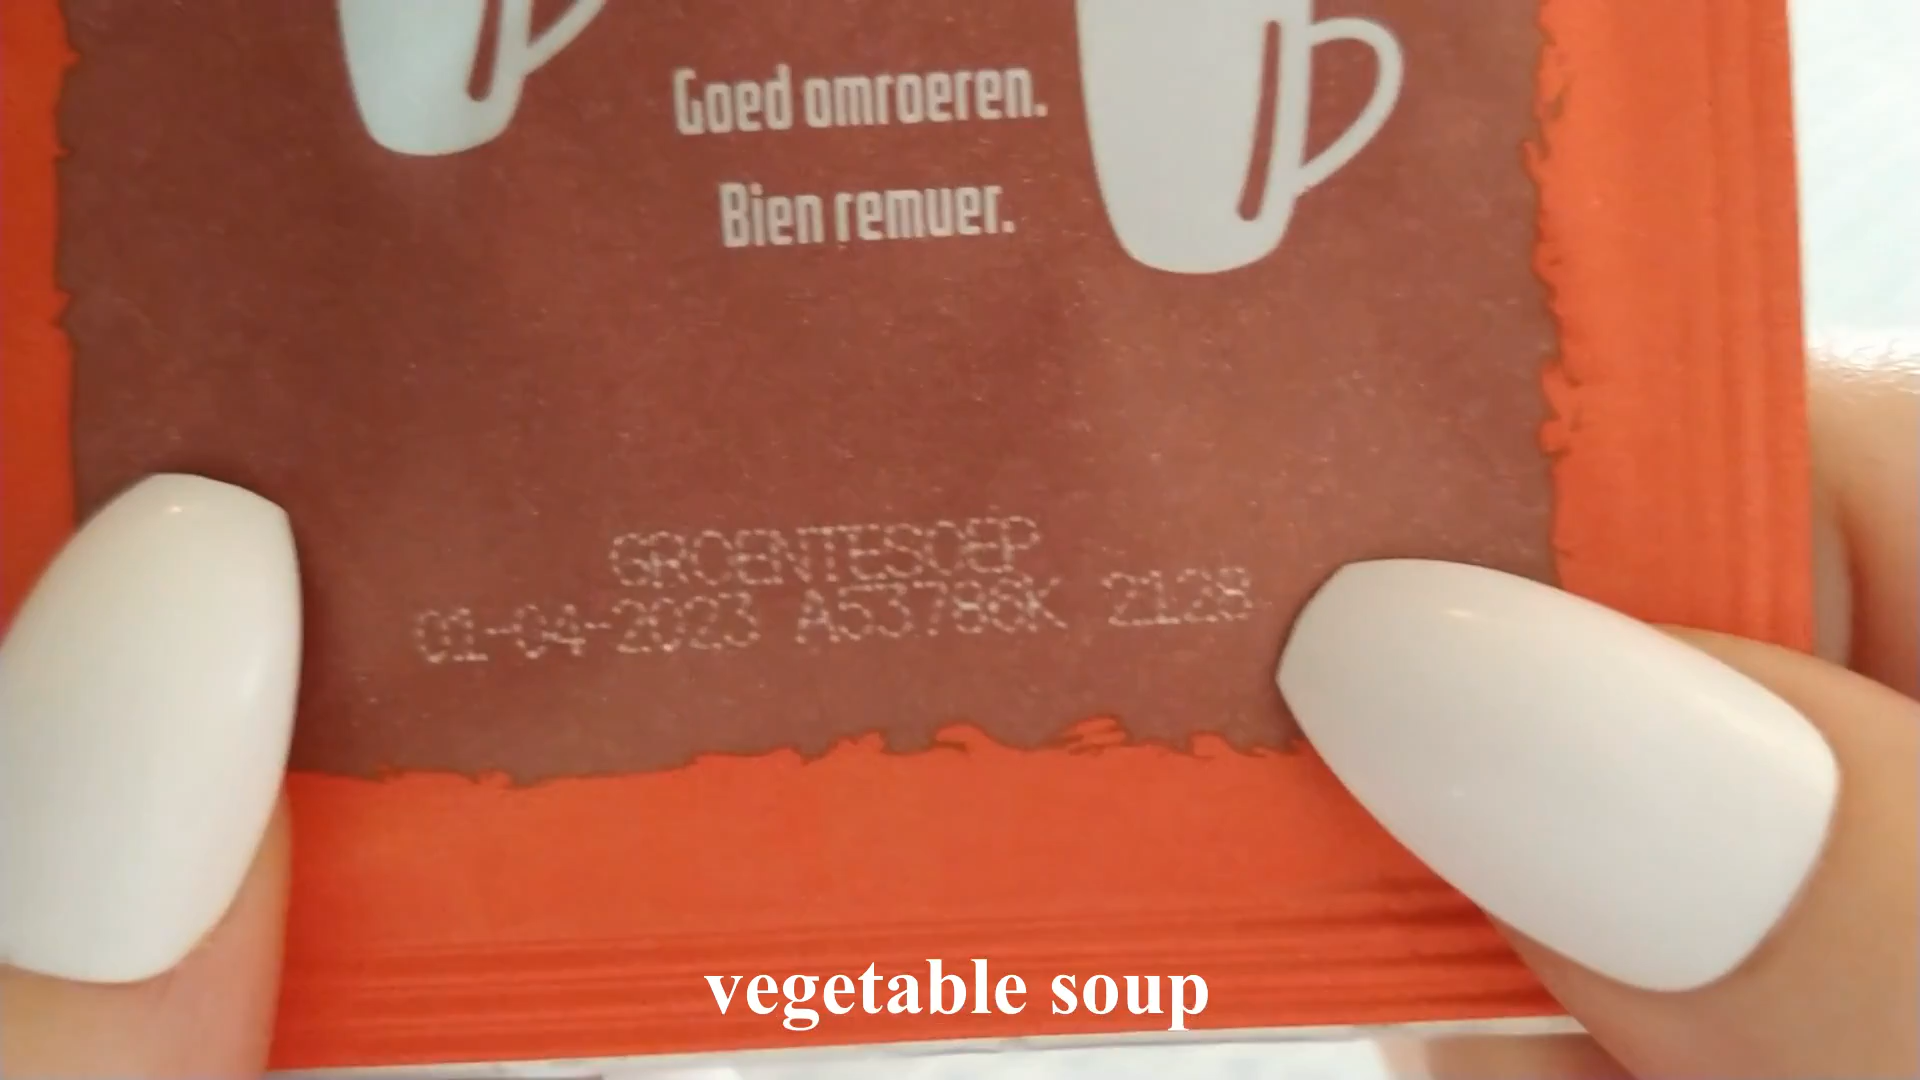 Goed omroeren.
Bien remuer.
GROENTESOEP
01-04-2023 A53786K 2128
vegetable soup